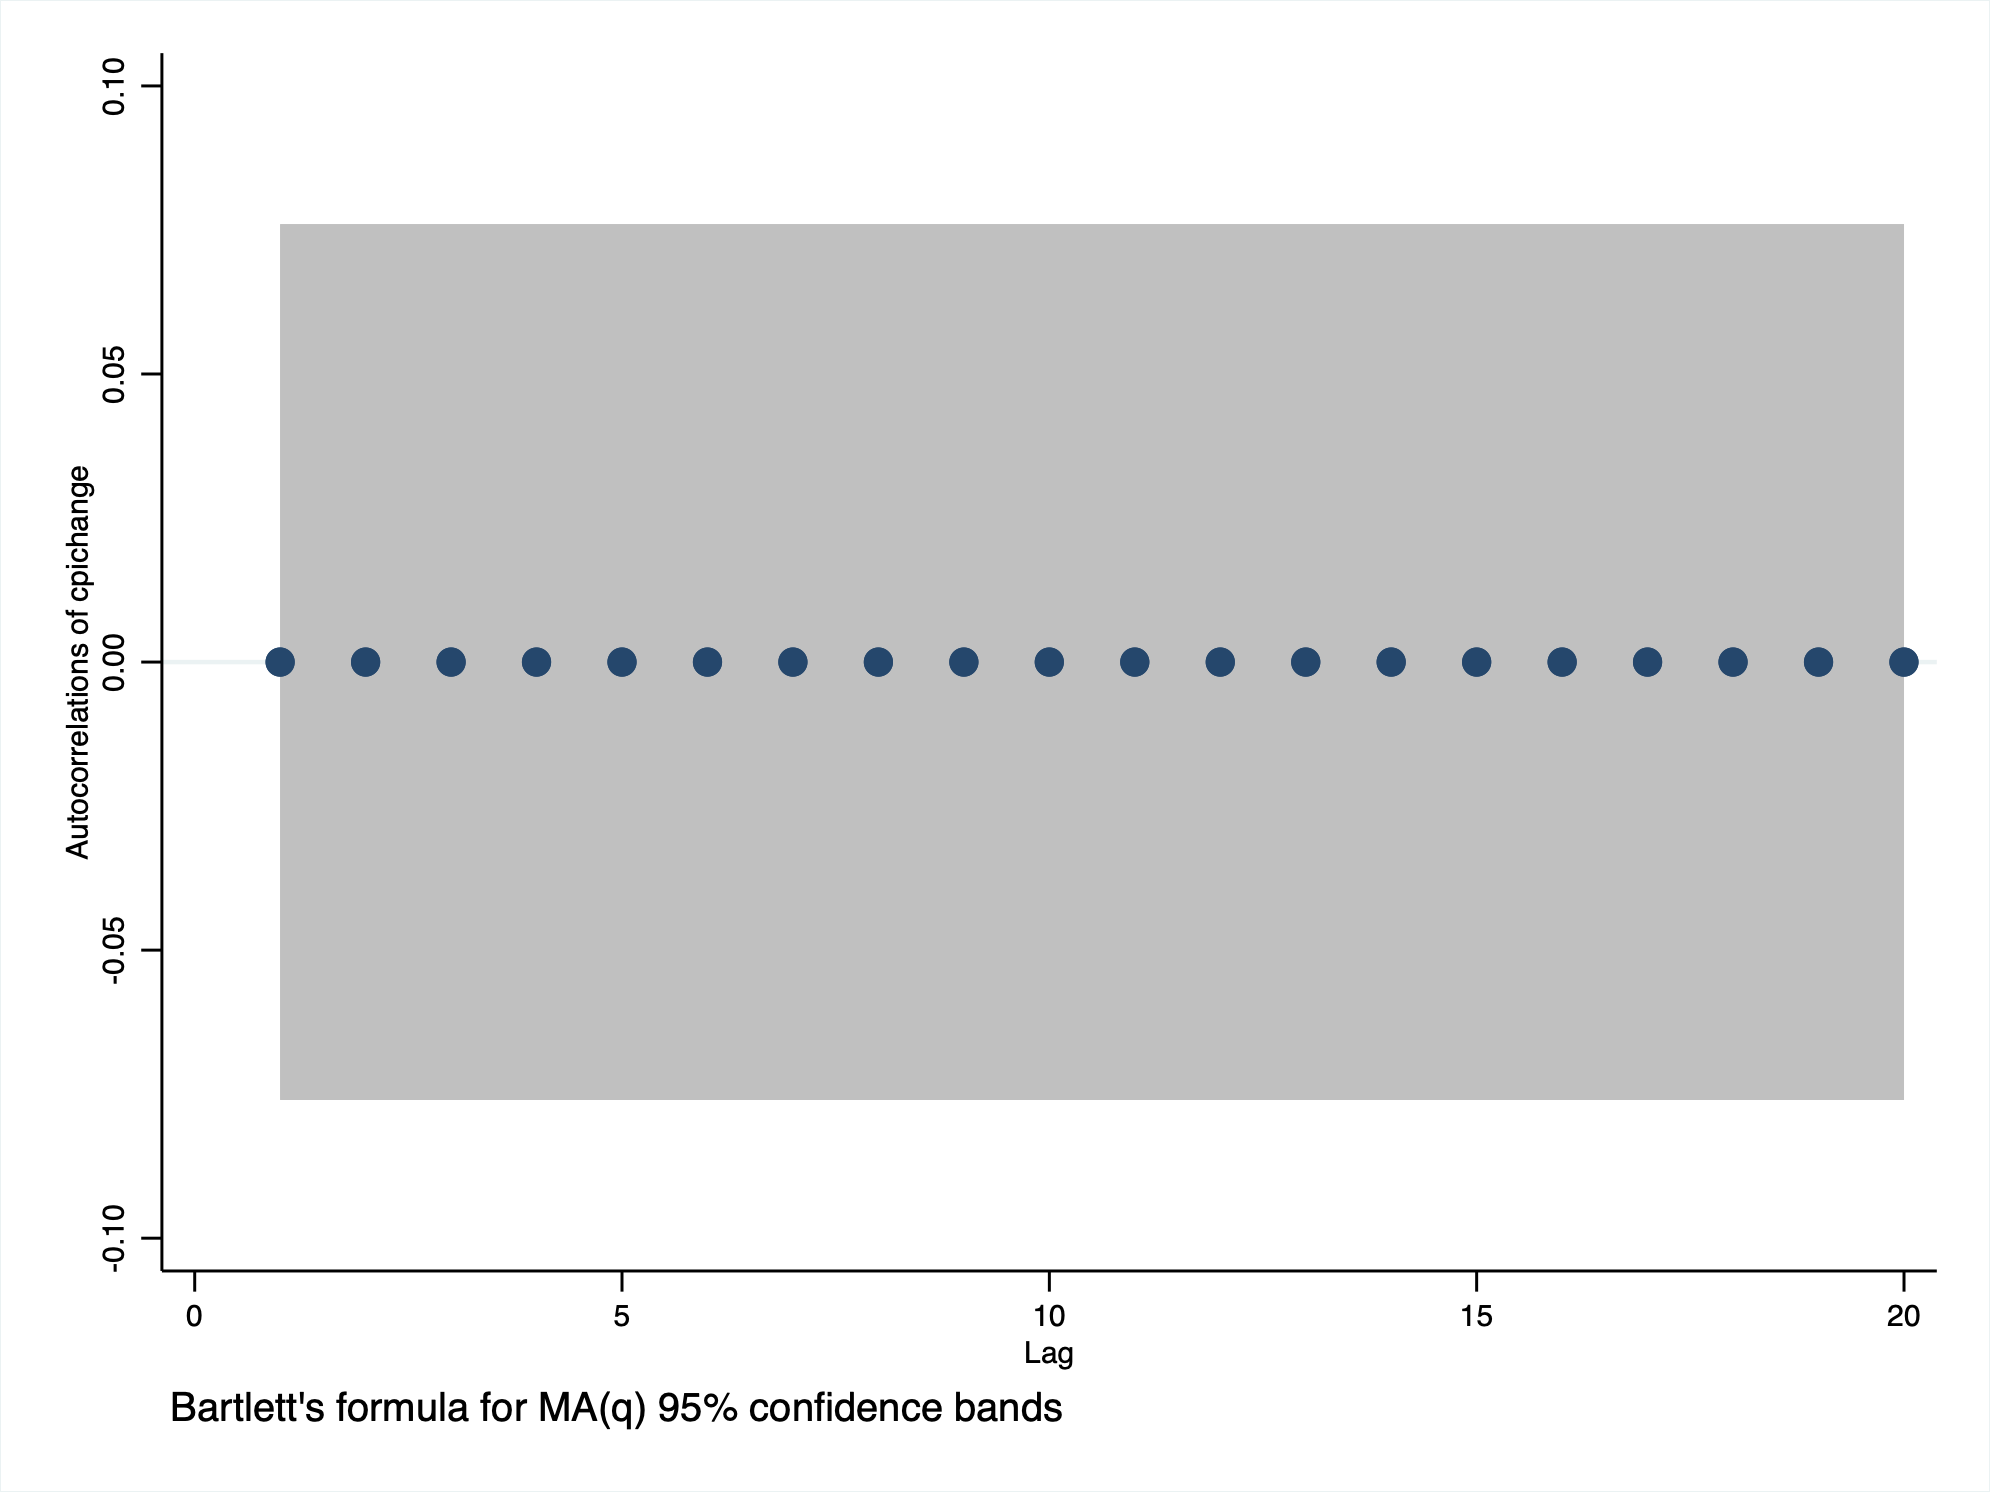 Autocorrelations of cpichange
0.10
0.05
0.00
-0.05
-0.10
0 5 10 15 20
Lag
Bartlett's formula for MA(q) 95% confidence bands